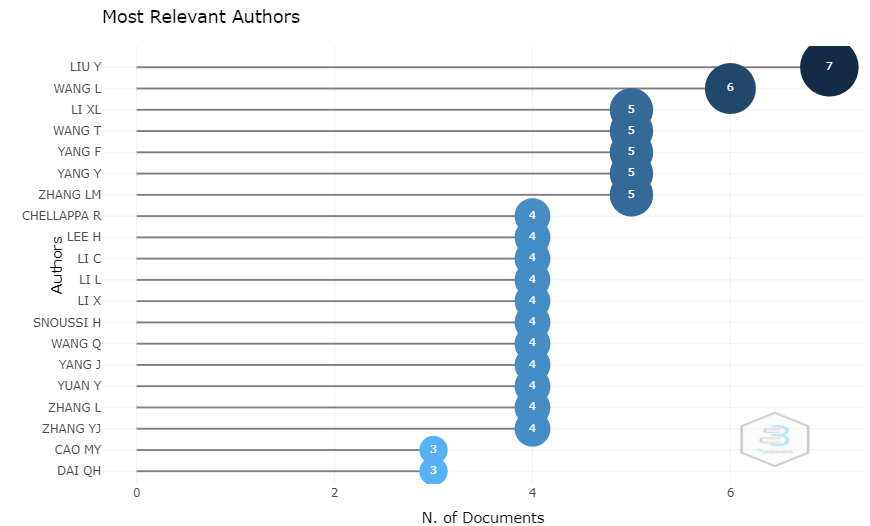 Most Relevant Authors
LIU Y 7
WANG L 6
LI XL 5
WANG T 5
YANG F 5
YANG Y 5
ZHANG LM 5
CHELLAPPA R 4
LEE H 4
LI C 4
LI L 4
LI X 4
SNOUSSI H 4
WANG Q 4
YANG J 4
YUAN Y 4
ZHANG L 4
ZHANG YJ 4
CAO MY 3
DAI QH 3
Authors
0 2 4 6
N. of Documents